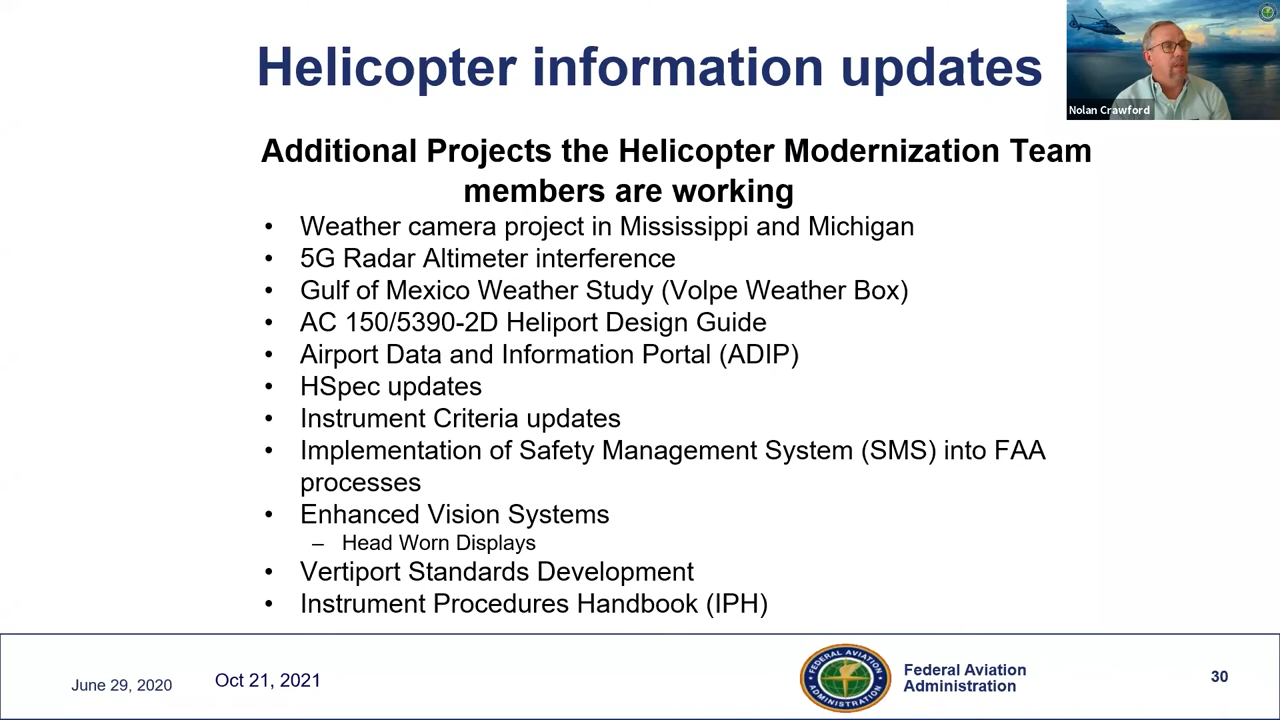 Helicopter information updates
Nolan Crawford
Additional Projects the Helicopter Modernization Team
members are working
• Weather camera project in Mississippi and Michigan
• 5G Radar Altimeter interference
• Gulf of Mexico Weather Study (Volpe Weather Box)
• AC 150/5390-2D Heliport Design Guide
• Airport Data and Information Portal (ADIP)
• HSpec updates
• Instrument Criteria updates
• Implementation of Safety Management System (SMS) into FAA
processes
• Enhanced Vision Systems
– Head Worn Displays
• Vertiport Standards Development
• Instrument Procedures Handbook (IPH)
June 29, 2020
Oct 21, 2021
FEDERAL AVIATION
ADMINISTRATION
Federal Aviation
Administration
30